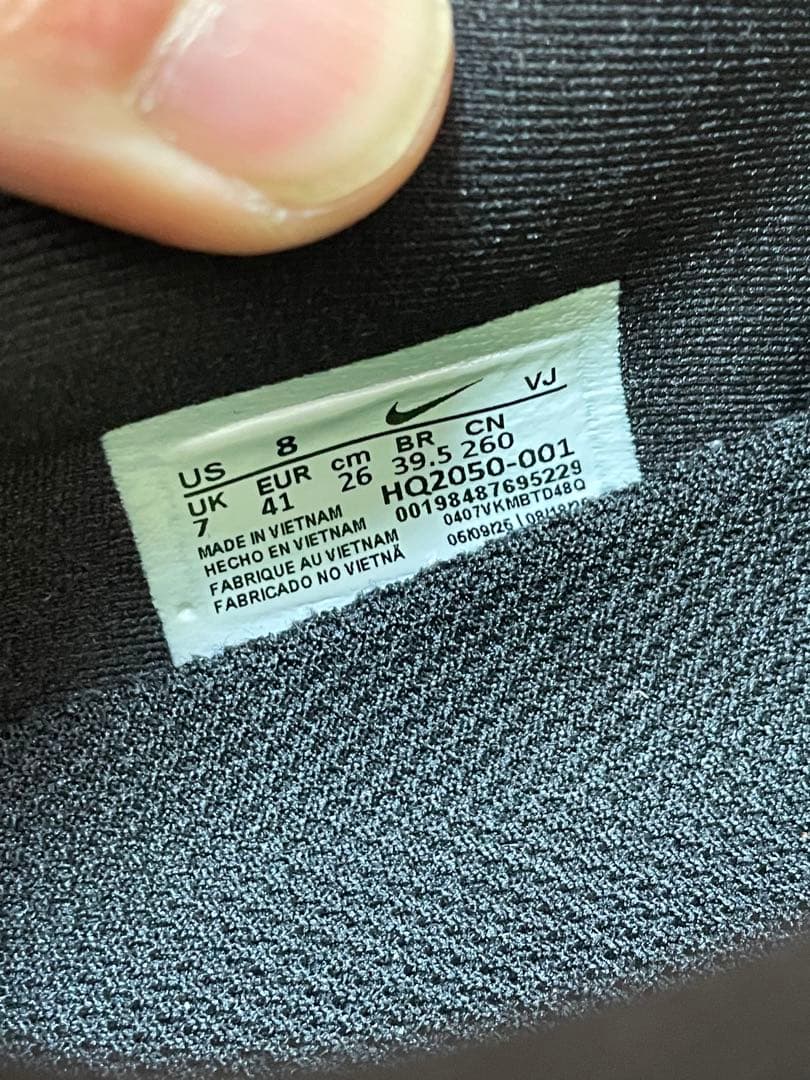 US 8 VJ
UK EUR cm BR CN
7 41 26 39.5 260
HQ2050-001
00198487695229
MADE IN VIETNAM
HECHO EN VIETNAM
FABRIQUE AU VIETNAM
FABRICADO NO VIETNÃ
0407VKMBTD48Q